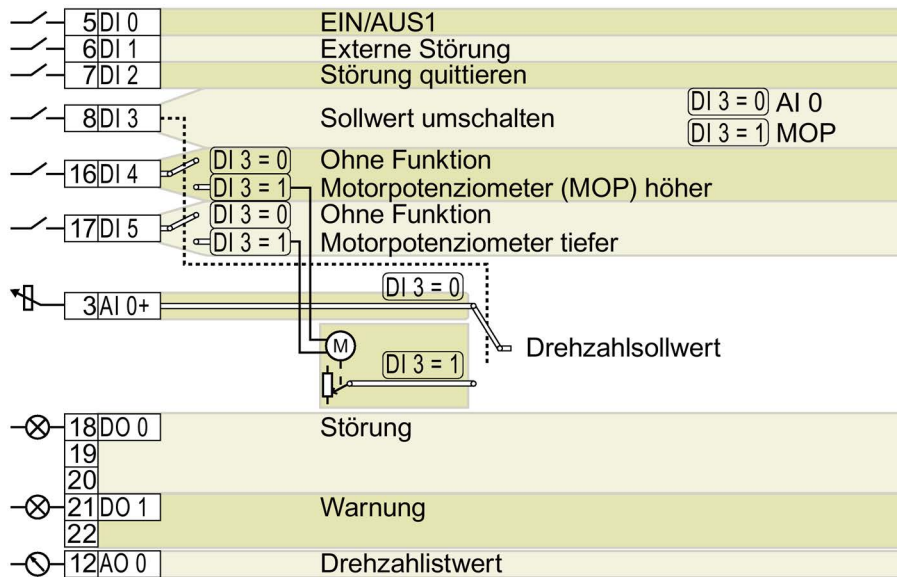 5 DI 0 EIN/AUS1
6 DI 1 Externe Störung
7 DI 2 Störung quittieren
8 DI 3 Sollwert umschalten DI 3 = 0 AI 0
DI 3 = 1 MOP
16 DI 4 DI 3 = 0 Ohne Funktion
DI 3 = 1 Motorpotenziometer (MOP) höher
17 DI 5 DI 3 = 0 Ohne Funktion
DI 3 = 1 Motorpotenziometer tiefer
3 AI 0+ DI 3 = 0
M Drehzahlsollwert
DI 3 = 1
18 DO 0 Störung
19
20
21 DO 1 Warnung
22
12 AO 0 Drehzahlistwert